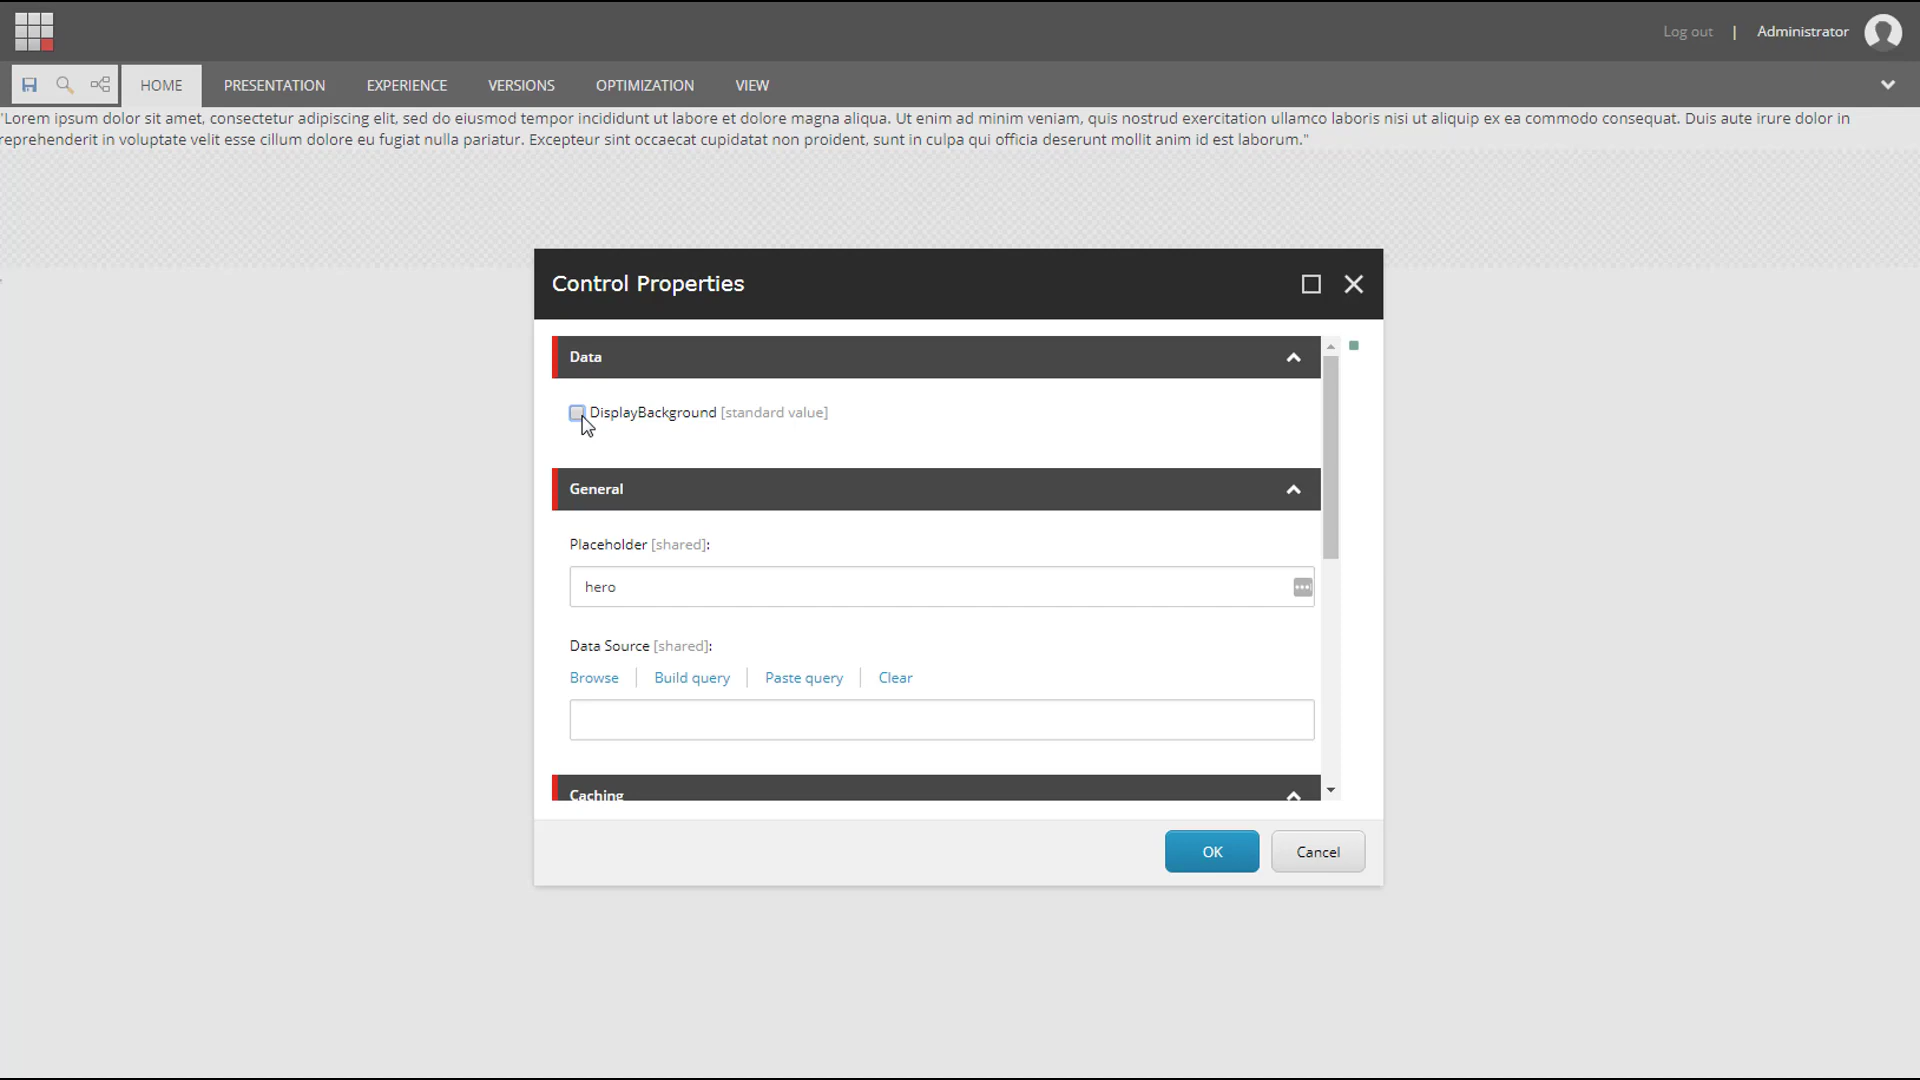 Log out | Administrator
HOME PRESENTATION EXPERIENCE VERSIONS OPTIMIZATION VIEW
"Lorem ipsum dolor sit amet, consectetur adipiscing elit, sed do eiusmod tempor incididunt ut labore et dolore magna aliqua. Ut enim ad minim veniam, quis nostrud exercitation ullamco laboris nisi ut aliquip ex ea commodo consequat. Duis aute irure dolor in
reprehenderit in voluptate velit esse cillum dolore eu fugiat nulla pariatur. Excepteur sint occaecat cupidatat non proident, sunt in culpa qui officia deserunt mollit anim id est laborum."
Control Properties
Data
DisplayBackground [standard value]
General
Placeholder [shared]:
hero
Data Source [shared]:
Browse Build query Paste query Clear
Caching
OK Cancel